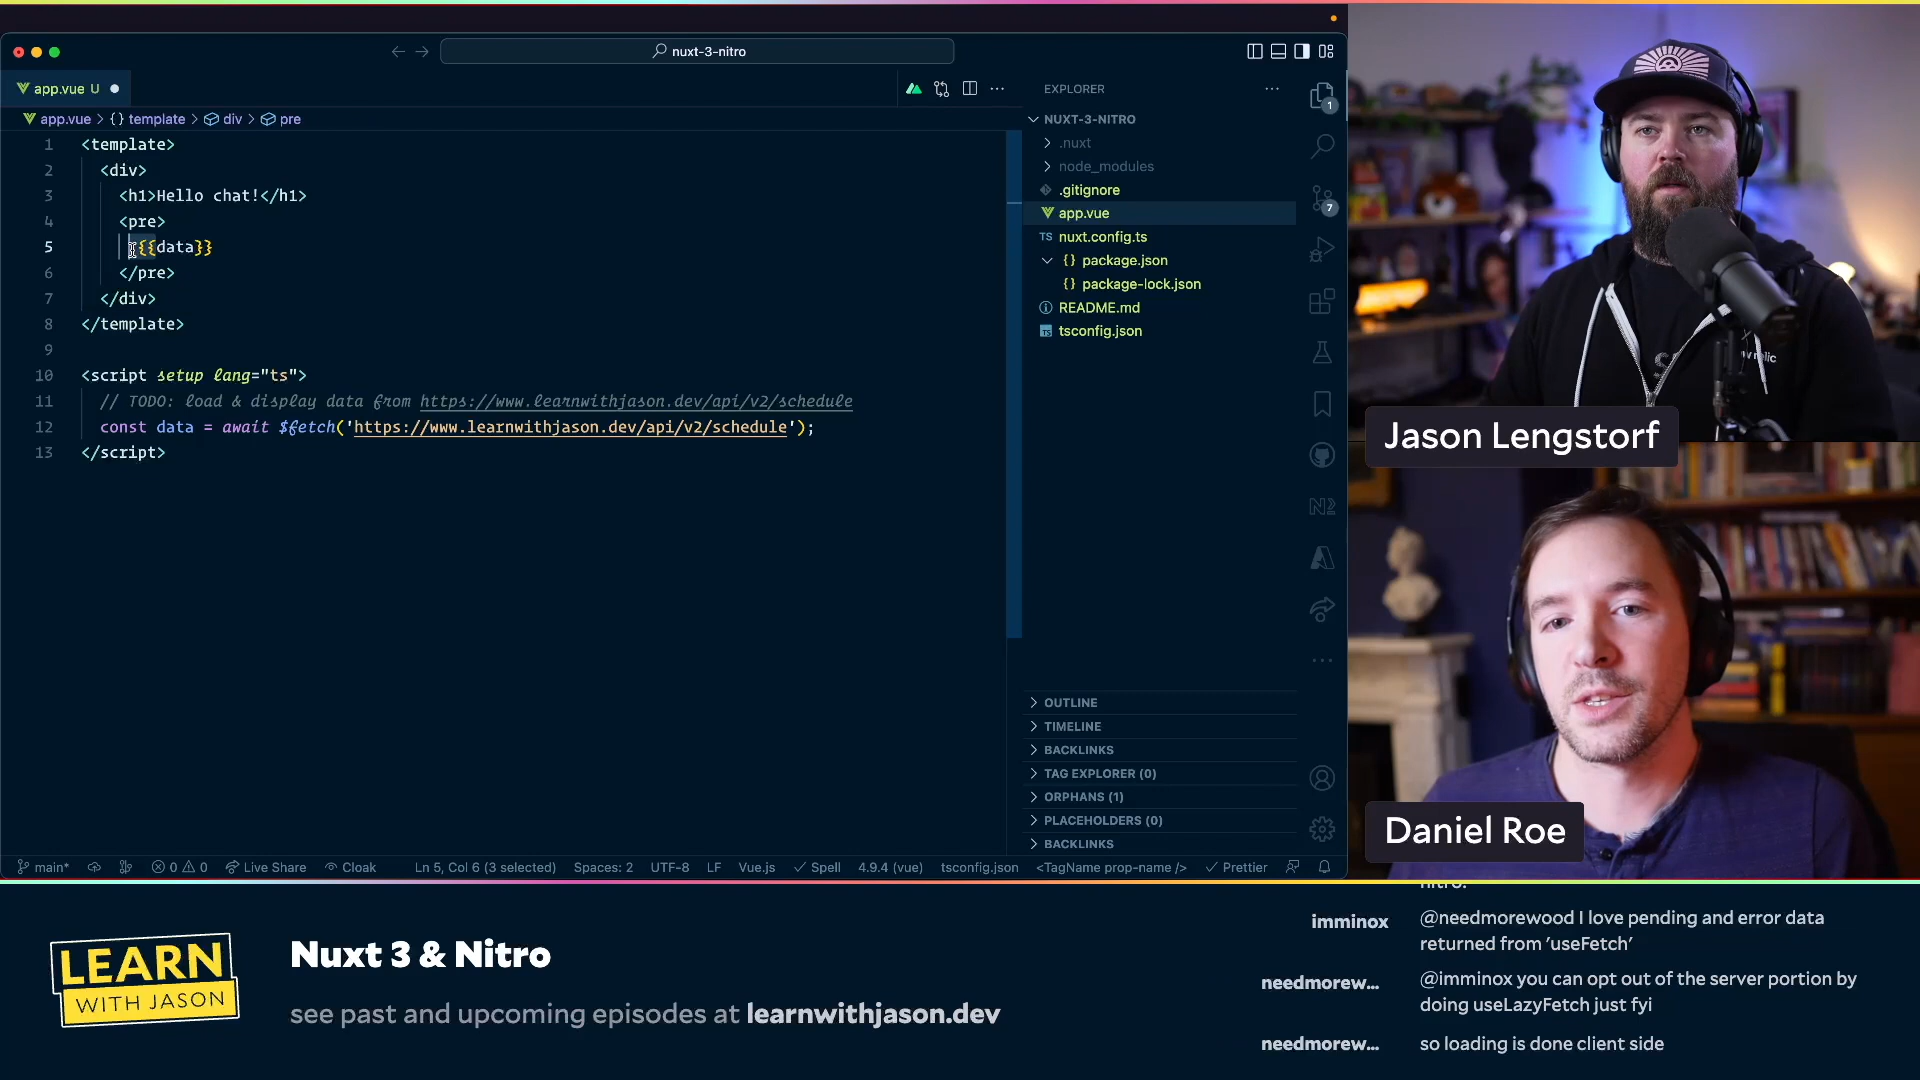 nuxt-3-nitro
app.vue U
app.vue > {} template > div > pre
1 <template>
2 <div>
3 <h1>Hello chat!</h1>
4 <pre>
5 {{data}}
6 </pre>
7 </div>
8 </template>
9
10 <script setup lang="ts">
11 // TODO: load & display data from https://www.learnwithjason.dev/api/v2/schedule
12 const data = await $fetch('https://www.learnwithjason.dev/api/v2/schedule');
13 </script>
EXPLORER
NUXT-3-NITRO
.nuxt
node_modules
.gitignore
app.vue
TS nuxt.config.ts
{} package.json
{} package-lock.json
README.md
TS tsconfig.json
OUTLINE
TIMELINE
BACKLINKS
TAG EXPLORER (0)
ORPHANS (1)
PLACEHOLDERS (0)
BACKLINKS
1
7
N2
main*
0 0
Live Share
Cloak
Ln 5, Col 6 (3 selected)
Spaces: 2
UTF-8
LF
Vue.js
Spell
4.9.4 (vue)
tsconfig.json
<TagName prop-name />
Prettier
Jason Lengstorf
Daniel Roe
LEARN
WITH JASON
Nuxt 3 & Nitro
see past and upcoming episodes at learnwithjason.dev
imminox @needmorewood I love pending and error data
returned from 'useFetch'
needmorew... @imminox you can opt out of the server portion by
doing useLazyFetch just fyi
needmorew... so loading is done client side